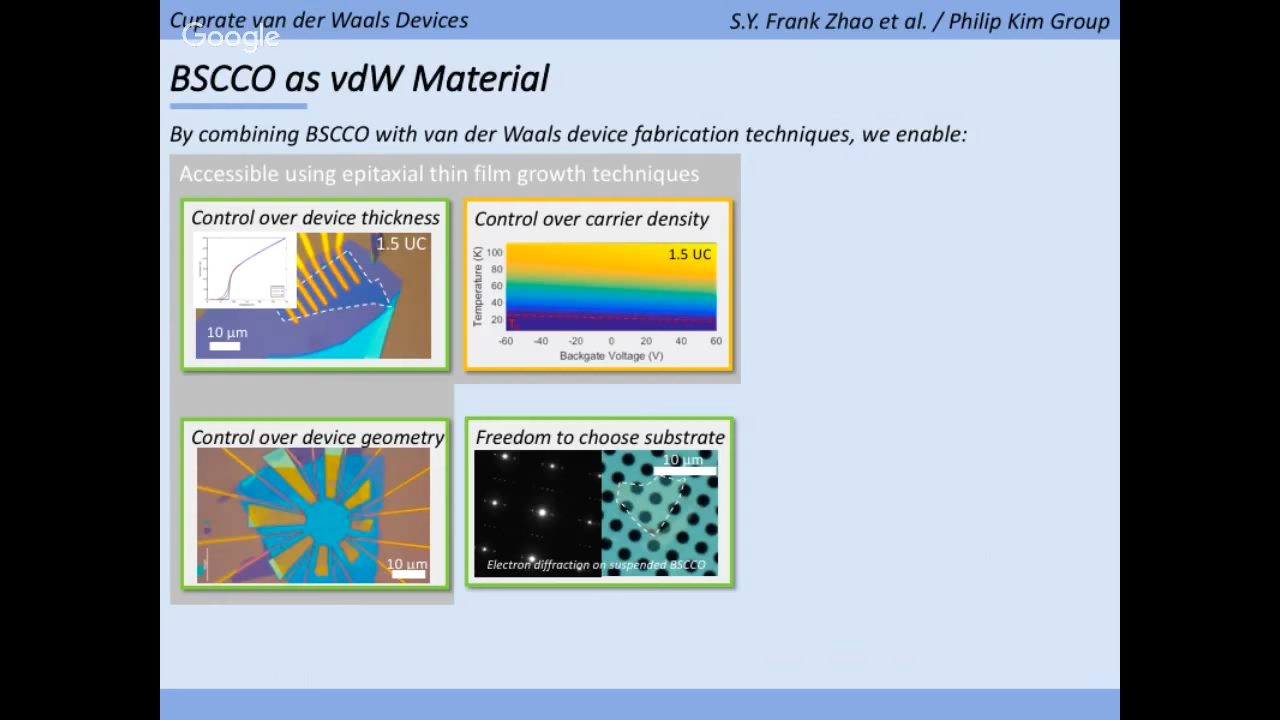 Cuprate van der Waals Devices
S.Y. Frank Zhao et al. / Philip Kim Group
Google
BSCCO as vdW Material
By combining BSCCO with van der Waals device fabrication techniques, we enable:
Accessible using epitaxial thin film growth techniques
Control over device thickness
1.5 UC
10 µm
Control over carrier density
1.5 UC
Temperature (K)
100
80
60
40
20
-60 -40 -20 0 20 40 60
Backgate Voltage (V)
Control over device geometry
10 µm
Freedom to choose substrate
10 µm
Electron diffraction on suspended BSCCO